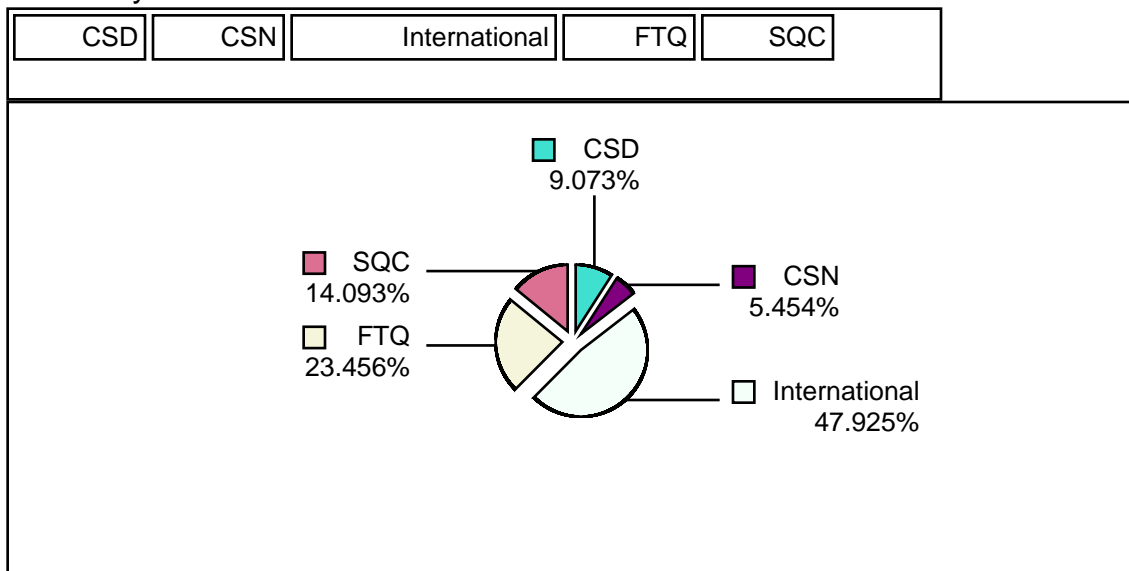 CSD CSN International FTQ SQC
CSD
9.073%
SQC
14.093%
CSN
5.454%
FTQ
23.456%
International
47.925%